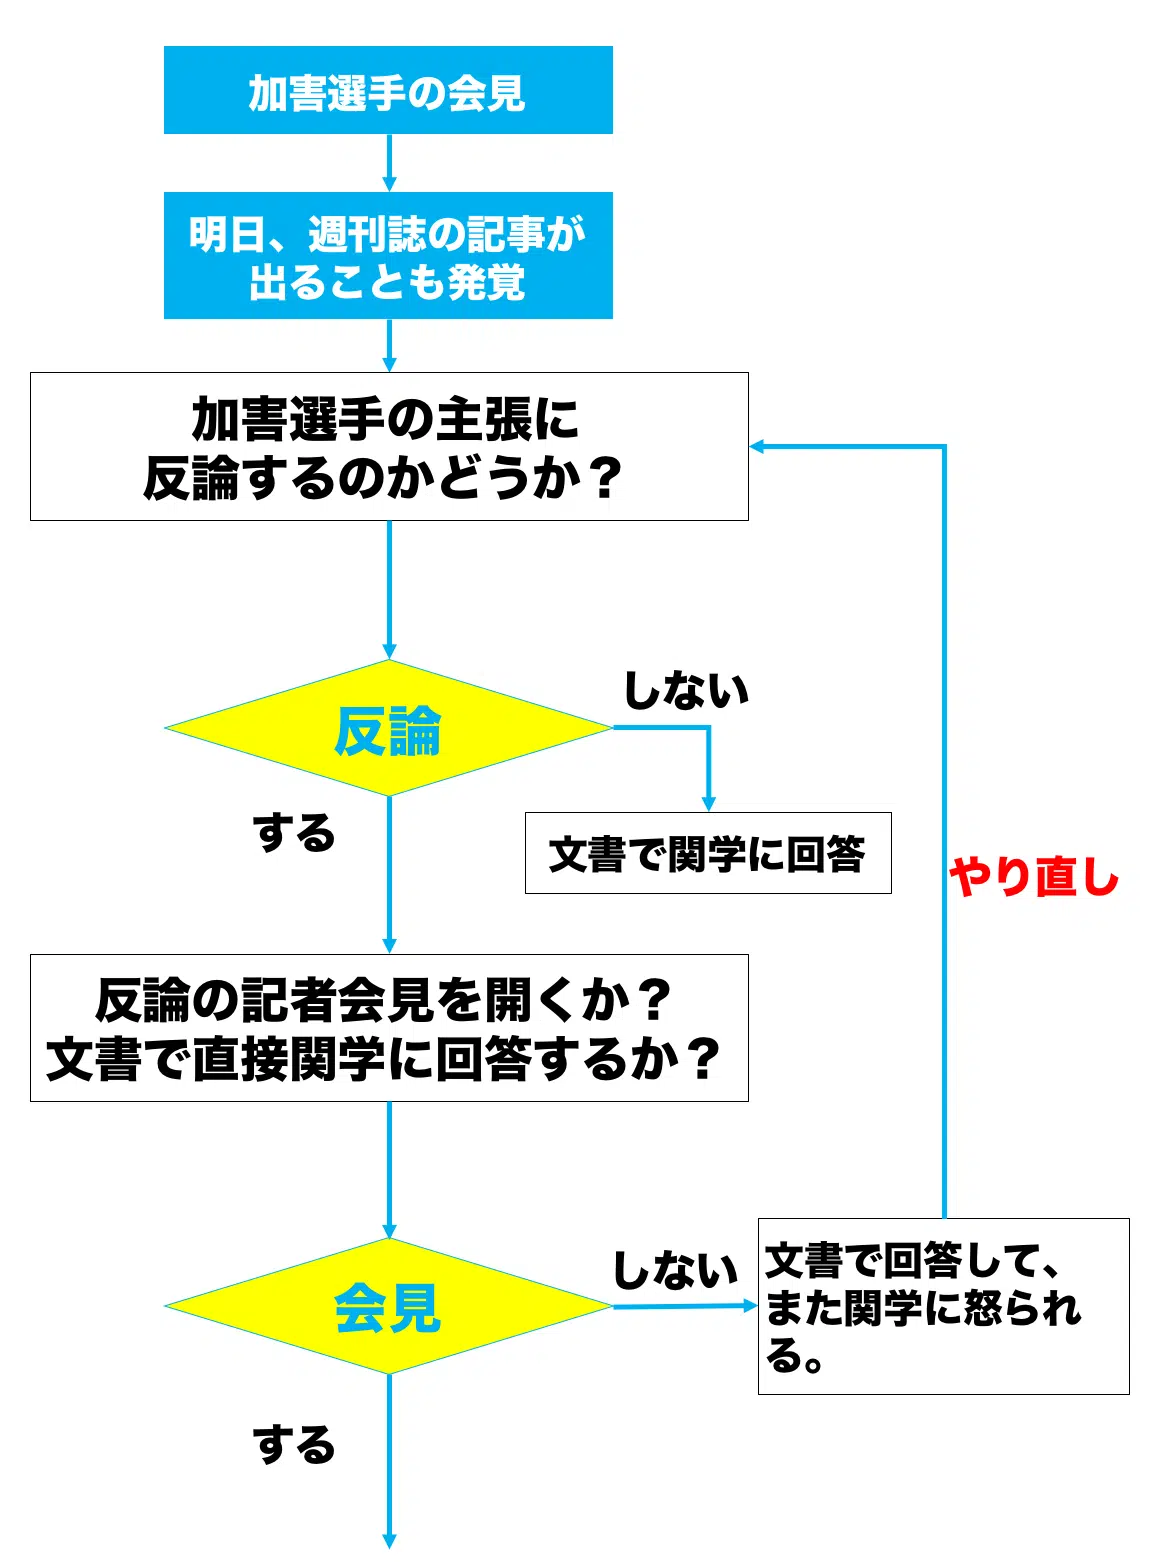 加害選手の会見
明日、週刊誌の記事が
出ることも発覚
加害選手の主張に
反論するのかどうか？
反論
しない
する
文書で関学に回答
やり直し
反論の記者会見を開くか？
文書で直接関学に回答するか？
会見
しない
文書で回答して、
また関学に怒られ
る。
する